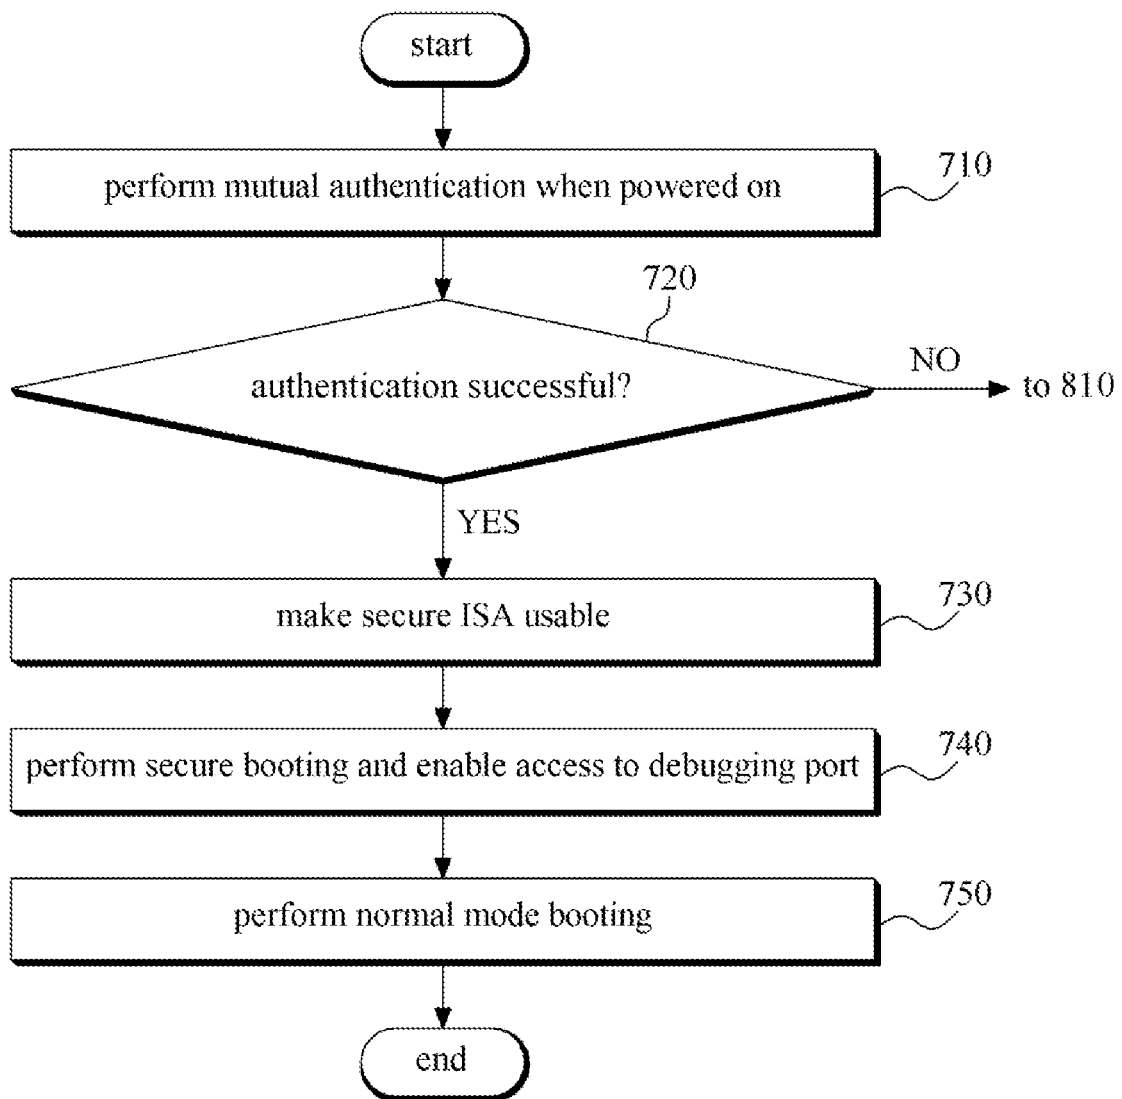 start
perform mutual authentication when powered on
710
720
authentication successful?
NO
to 810
YES
make secure ISA usable
730
perform secure booting and enable access to debugging port
740
perform normal mode booting
750
end